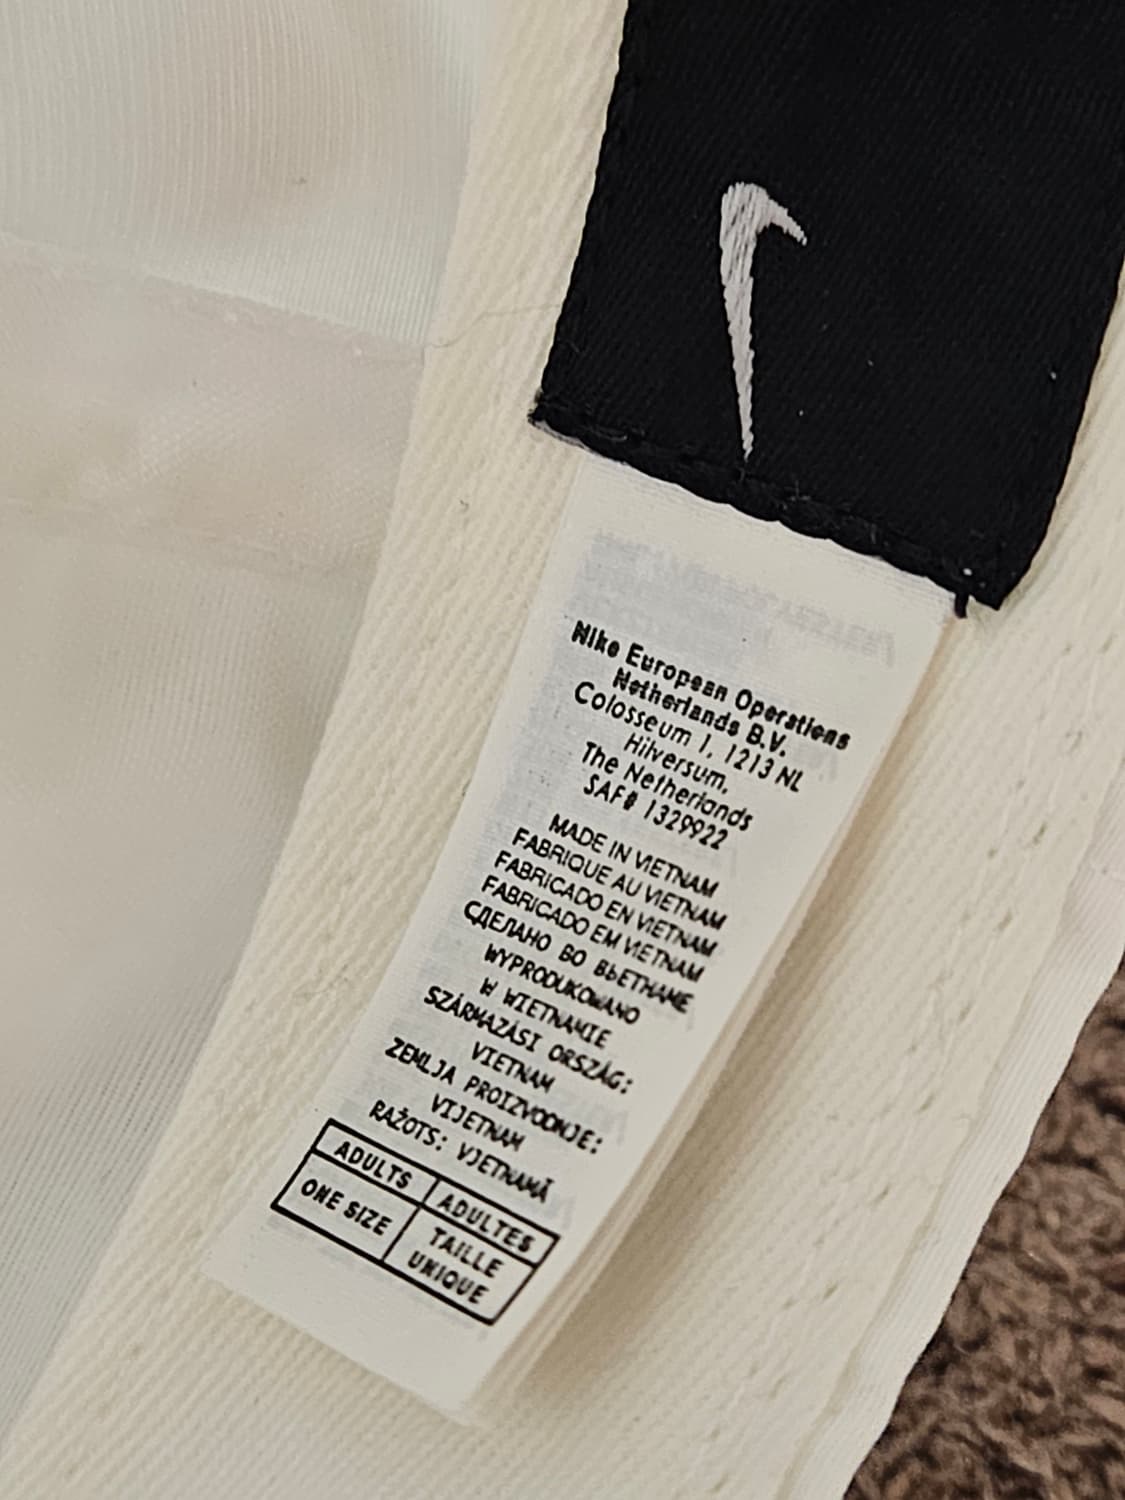 Nike European Operations
Netherlands B.V.
Colosseum 1, 1213 NL
Hilversum,
The Netherlands
SAF# 1329922
MADE IN VIETNAM
FABRIQUE AU VIETNAM
FABRICADO EN VIETNAM
FABRICADO EM VIETNAM
СДЕЛАНО ВО ВЬЕТНАМЕ
WYPRODUKOWANO
W WIETNAMIE
SZÁRMAZÁSI ORSZÁG:
VIETNAM
ZEMLJA PROIZVODNJE:
VIJETNAM
RAŽOTS: VJETNAMĀ
ADULTS ADULTES
ONE SIZE TAILLE
UNIQUE